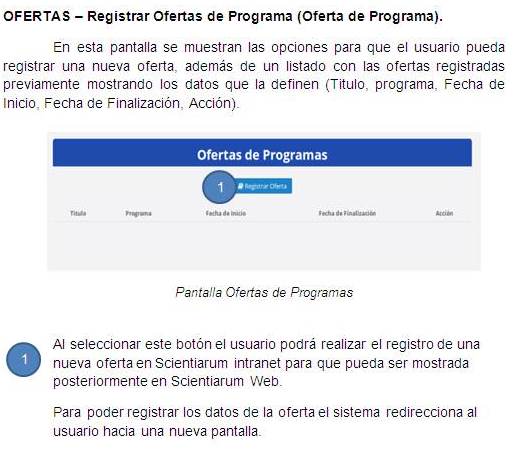 OFERTAS – Registrar Ofertas de Programa (Oferta de Programa).
En esta pantalla se muestran las opciones para que el usuario pueda
registrar una nueva oferta, además de un listado con las ofertas registradas
previamente mostrando los datos que la definen (Titulo, programa, Fecha de
Inicio, Fecha de Finalización, Acción).
Ofertas de Programas
1 Registrar Oferta
Titulo Programa Fecha de Inicio Fecha de Finalización Acción
Pantalla Ofertas de Programas
1
Al seleccionar este botón el usuario podrá realizar el registro de una
nueva oferta en Scientiarum intranet para que pueda ser mostrada
posteriormente en Scientiarum Web.
Para poder registrar los datos de la oferta el sistema redirecciona al
usuario hacia una nueva pantalla.